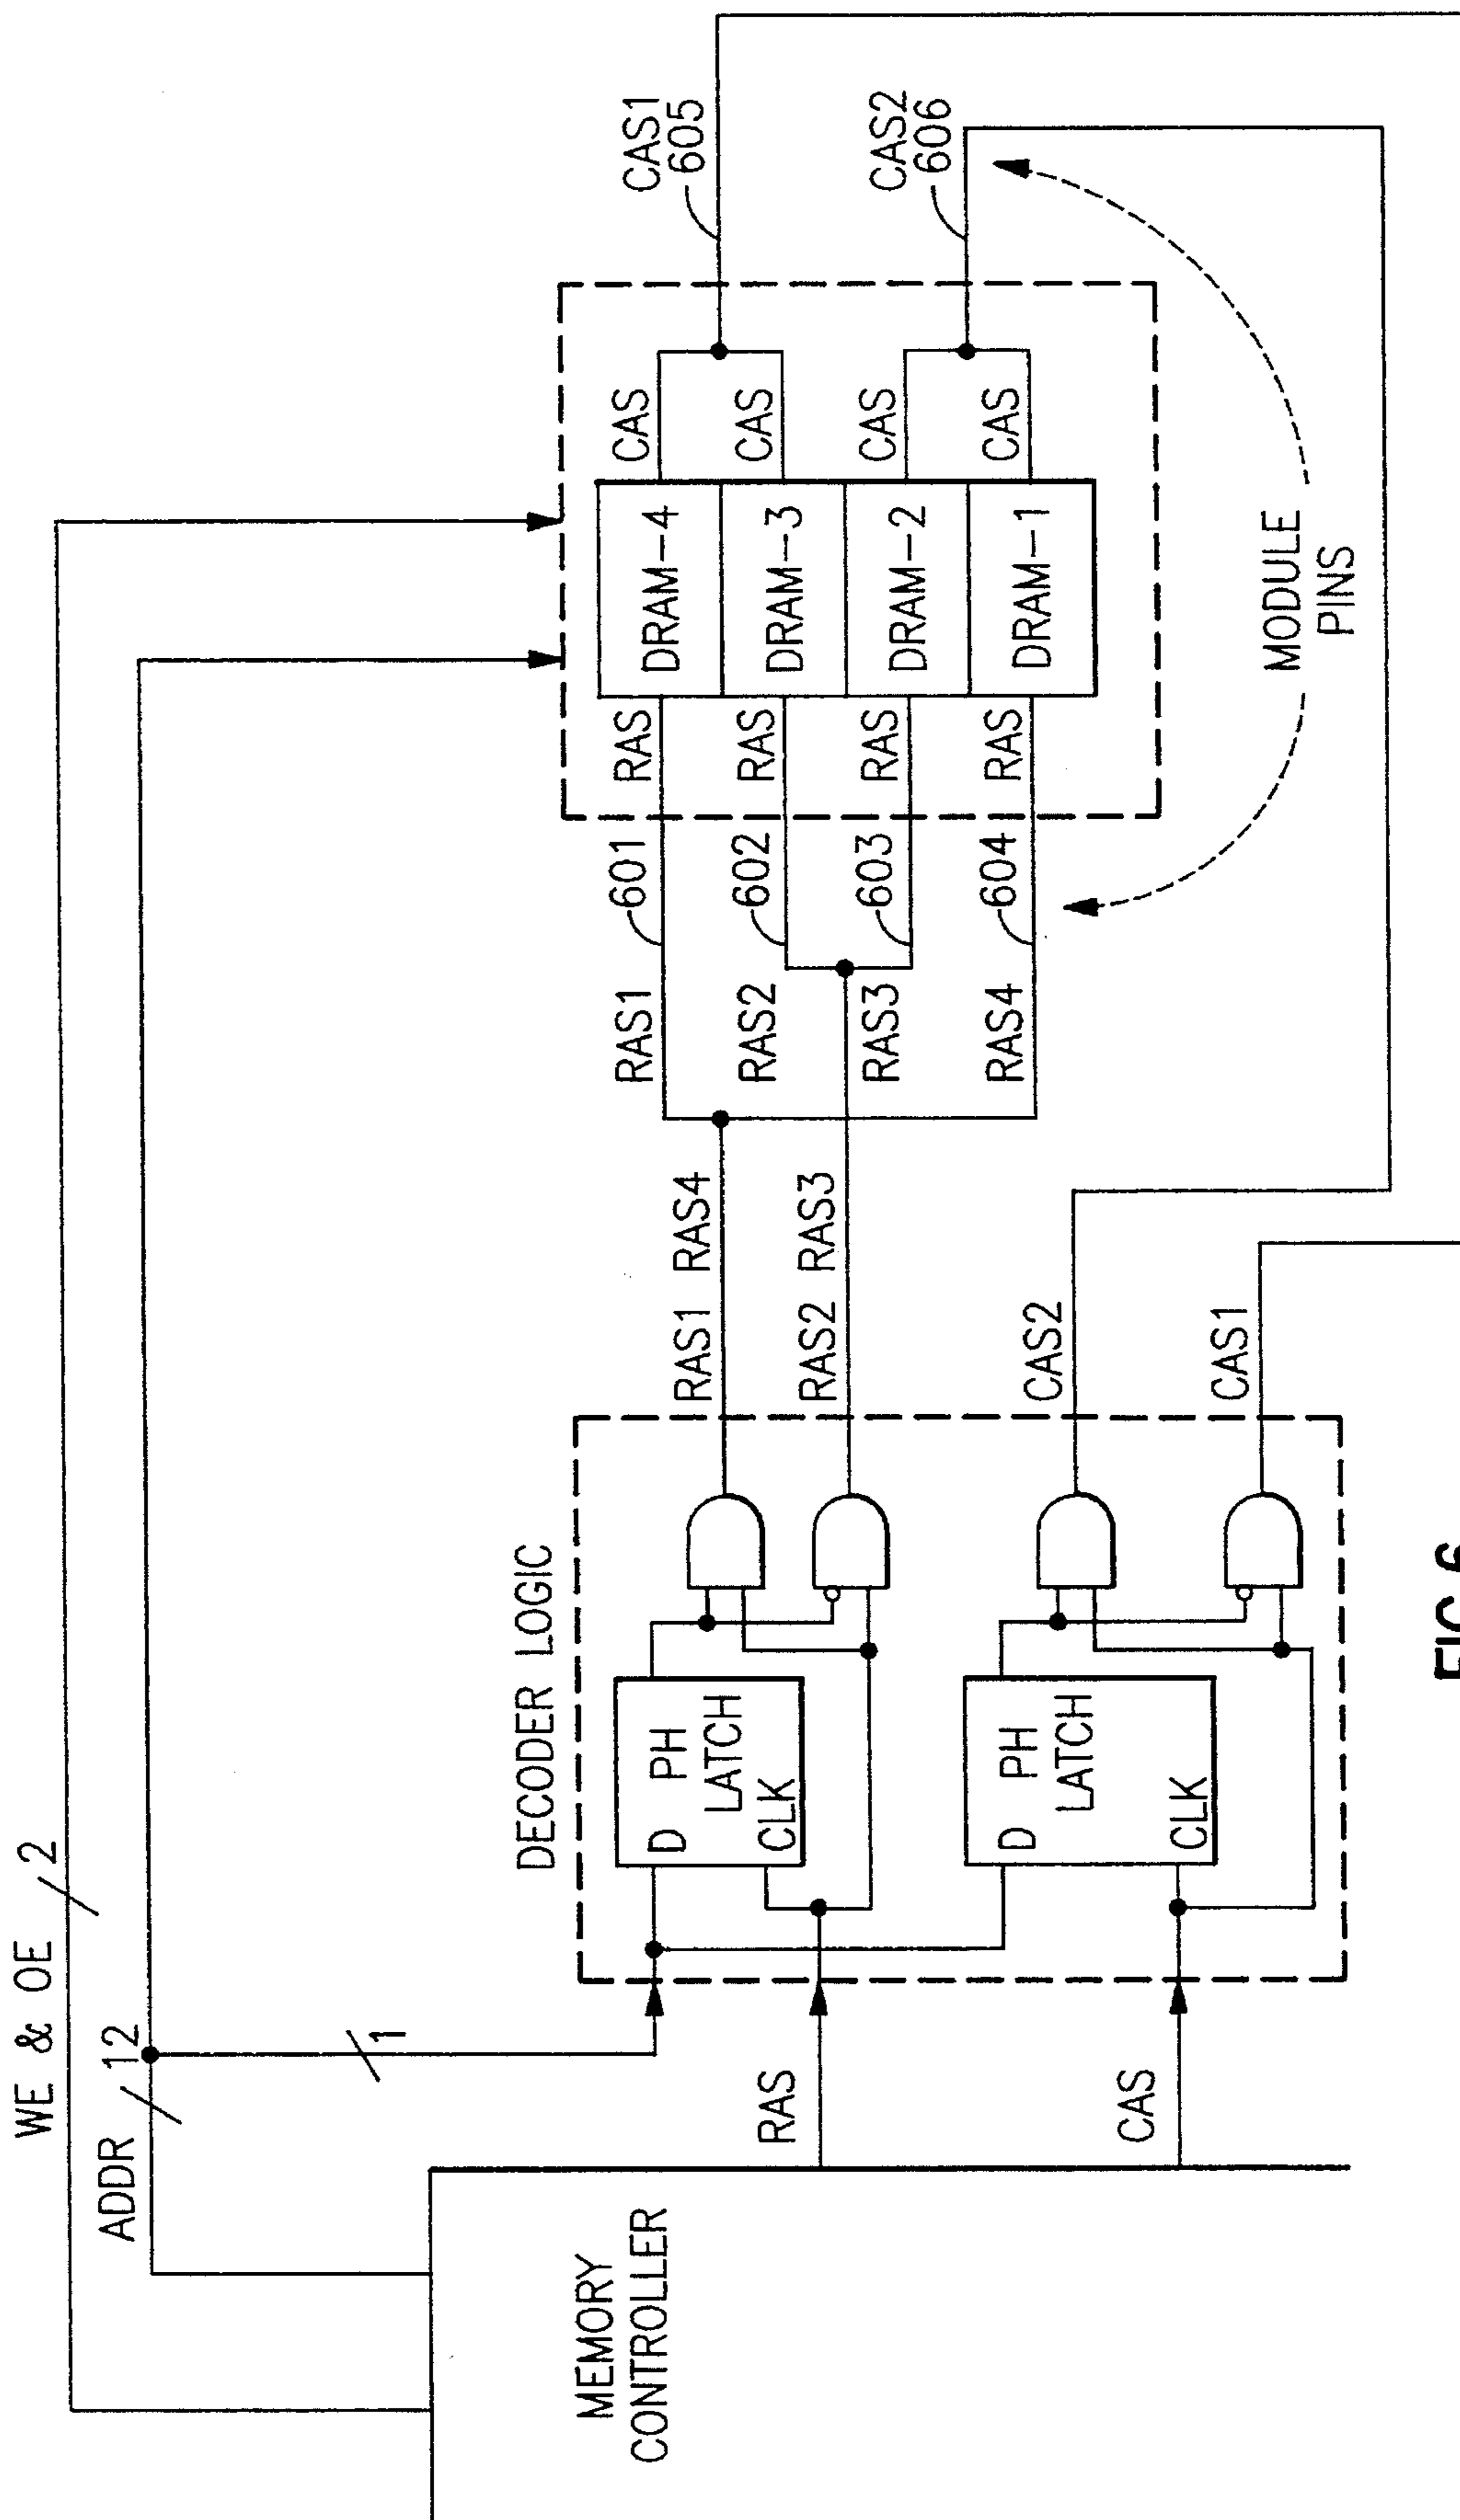 WE & OE 2
ADDR 12
1
MEMORY
CONTROLLER
RAS
CAS
DECODER LOGIC
D PH
LATCH
CLK
D PH
LATCH
CLK
RAS1 RAS4
RAS2 RAS3
CAS2
CAS1
RAS1
RAS2
RAS3
RAS4
601
602
603
604
RAS
RAS
RAS
RAS
DRAM-4
DRAM-3
DRAM-2
DRAM-1
CAS
CAS
CAS
CAS
CAS1
605
CAS2
606
MODULE
PINS